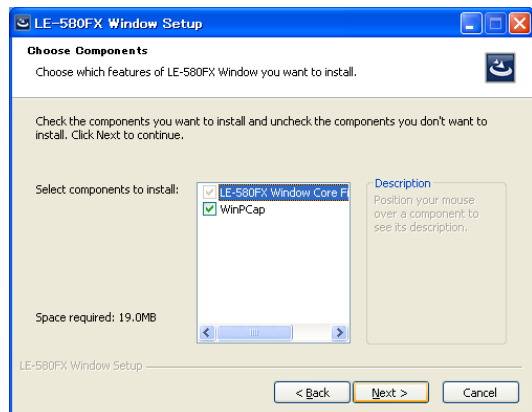 LE-580FX Window Setup
Choose Components
Choose which features of LE-580FX Window you want to install.
Check the components you want to install and uncheck the components you don't want to
install. Click Next to continue.
Select components to install:
LE-580FX Window Core Fi
WinPCap
Description
Position your mouse
over a component to
see its description.
Space required: 19.0MB
LE-580FX Window Setup
< Back
Next >
Cancel